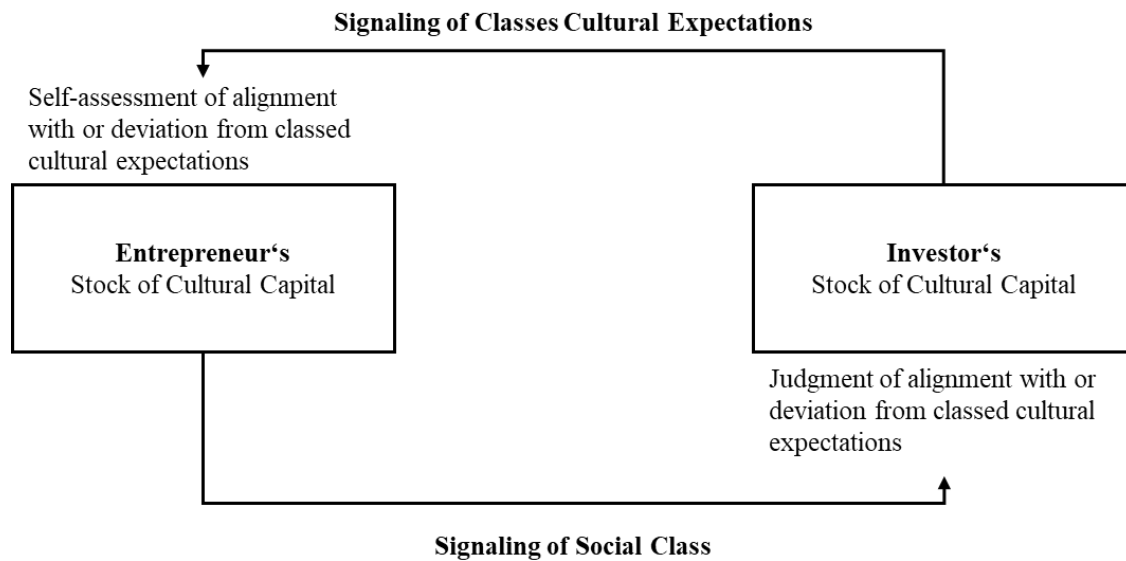 Signaling of Classes Cultural Expectations
Self-assessment of alignment
with or deviation from classed
cultural expectations
Entrepreneur‘s
Stock of Cultural Capital
Investor‘s
Stock of Cultural Capital
Judgment of alignment with or
deviation from classed cultural
expectations
Signaling of Social Class